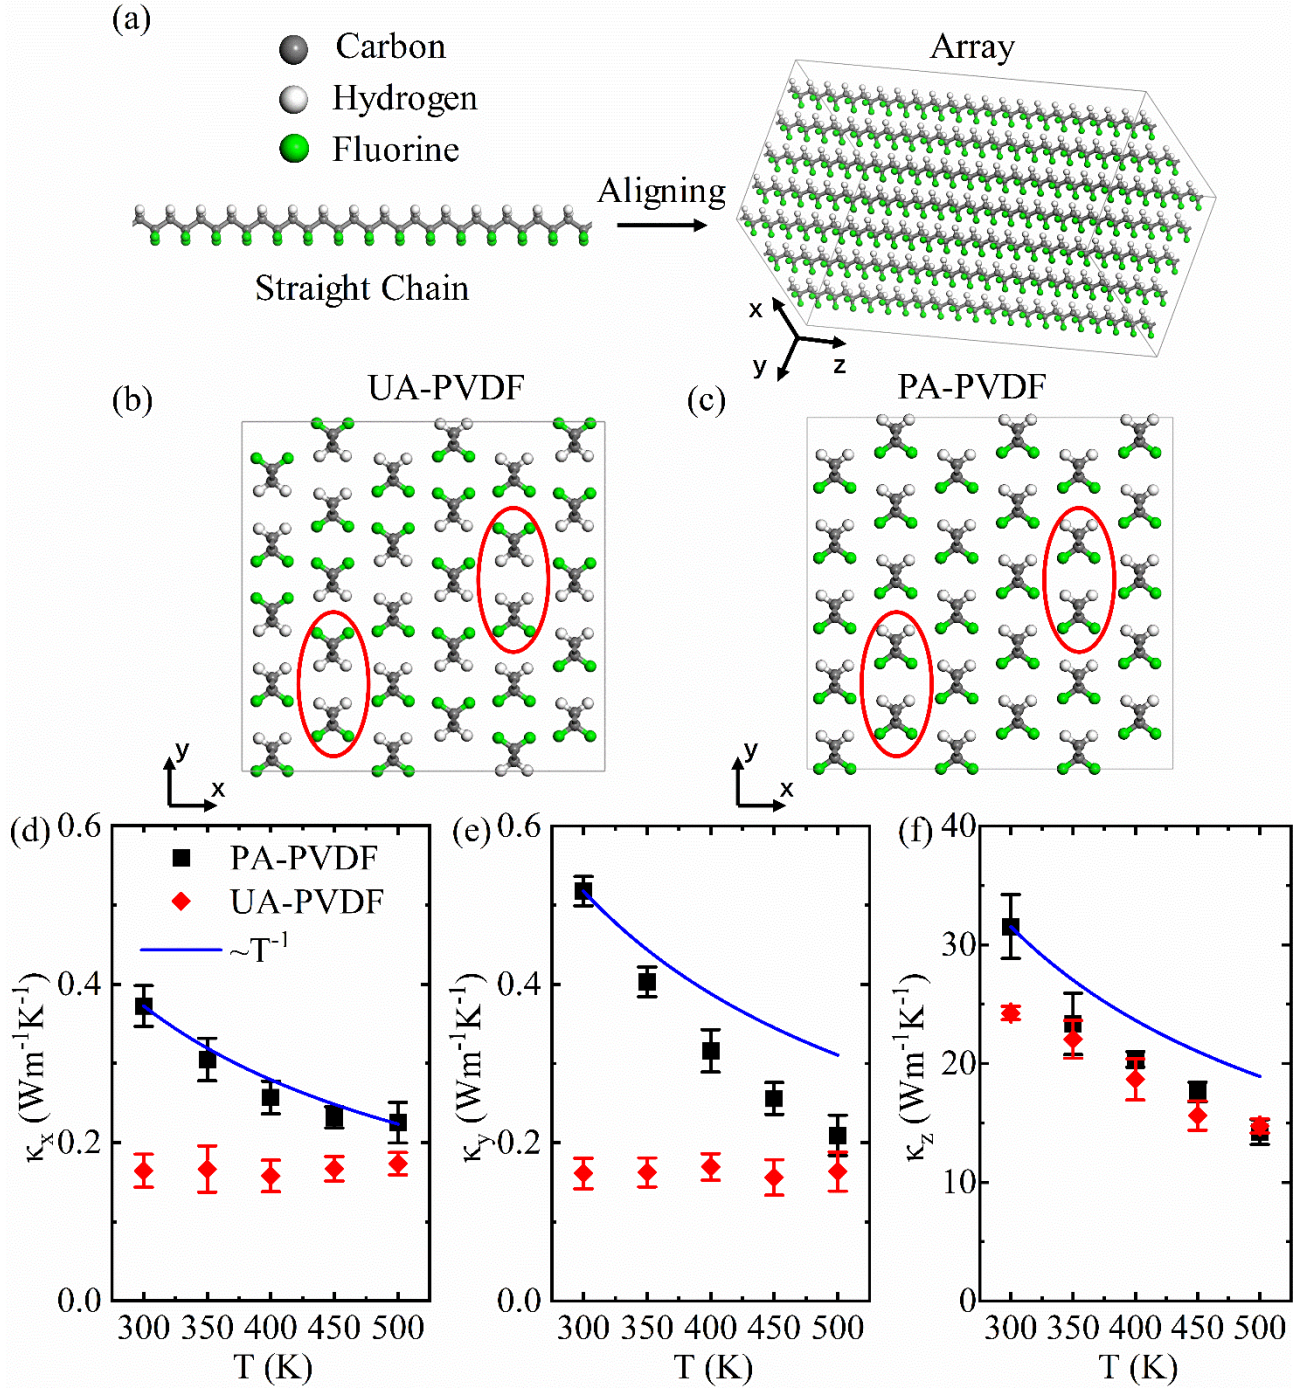 (a)
Carbon
Hydrogen
Fluorine
Straight Chain
Aligning
Array
x
y
z
(b)
UA-PVDF
y
x
(c)
PA-PVDF
y
x
(d)
PA-PVDF
UA-PVDF
~T⁻¹
κₓ (Wm⁻¹K⁻¹)
0.6
0.4
0.2
0.0
300 350 400 450 500
T (K)
(e)
κ_y (Wm⁻¹K⁻¹)
0.6
0.4
0.2
0.0
300 350 400 450 500
T (K)
(f)
κ_z (Wm⁻¹K⁻¹)
40
30
20
10
0
300 350 400 450 500
T (K)